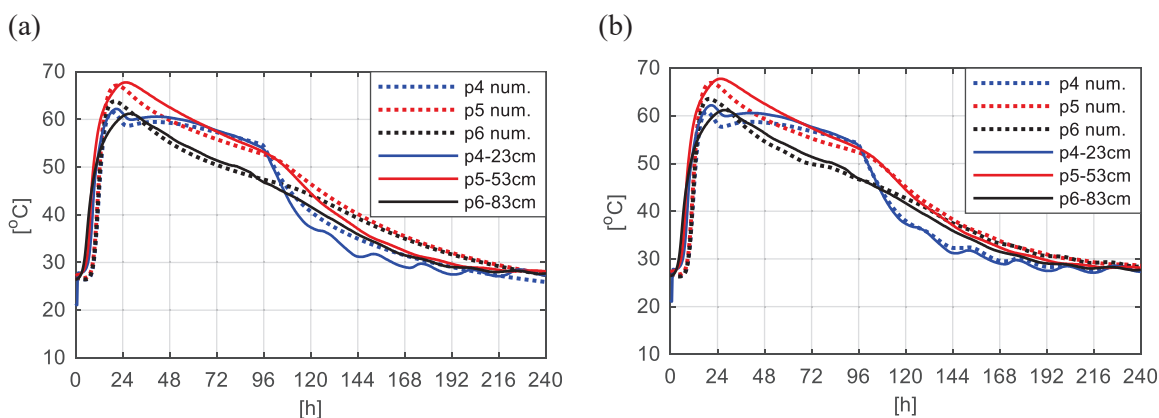 (a)
(b)
70
60
50
40
30
20
10
[°C]
0 24 48 72 96 120 144 168 192 216 240
[h]
p4 num.
p5 num.
p6 num.
p4-23cm
p5-53cm
p6-83cm
70
60
50
40
30
20
10
[°C]
0 24 48 72 96 120 144 168 192 216 240
[h]
p4 num.
p5 num.
p6 num.
p4-23cm
p5-53cm
p6-83cm